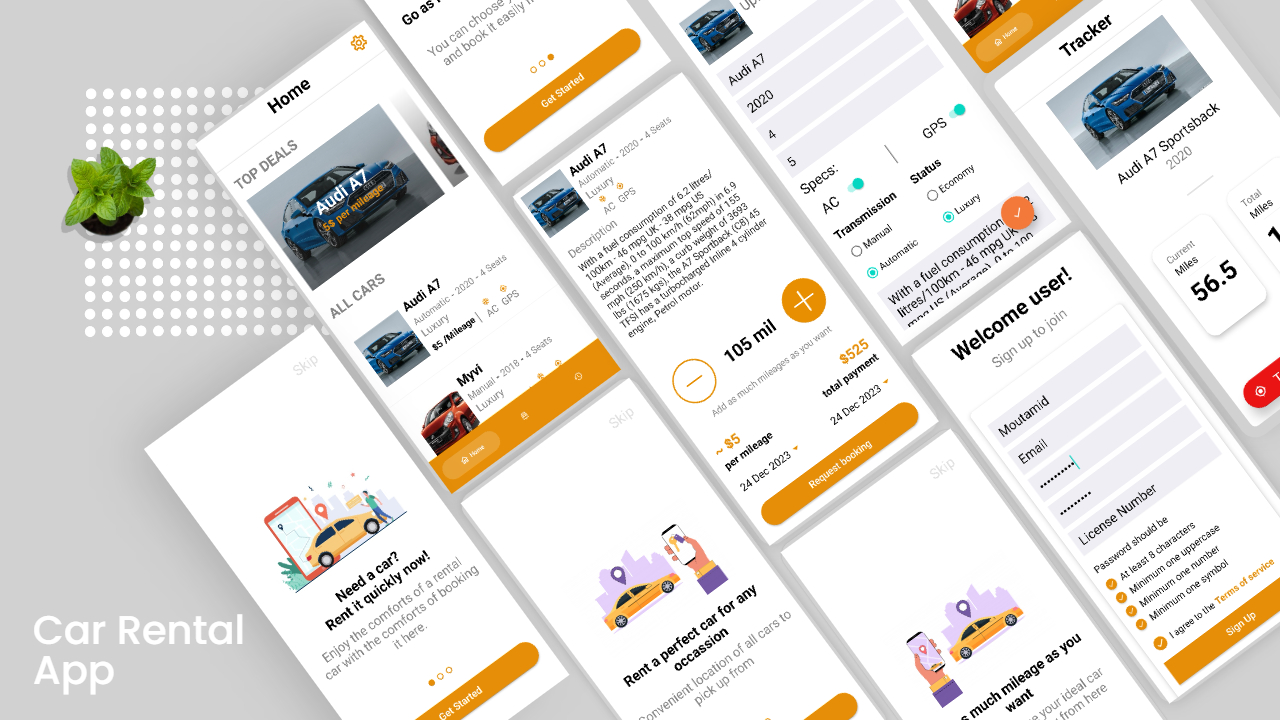 Car Rental
App
Home
TOP DEALS
Audi A7
5$ per mileage
ALL CARS
Audi A7
Automatic • 2020 • 4 Seats
Luxury
$5 /Mileage | AC GPS
Myvi
Manual • 2018 • 4 Seats
Luxury
Home
Skip
Need a car?
Rent it quickly now!
Enjoy the comforts of a rental
car with the comforts of booking
it here.
Get Started
Go as
You can choose
and book it easily
Get Started
Audi A7
Automatic • 2020 • 4 Seats
Luxury
AC GPS
Description
With a fuel consumption of 6.2 litres/
100km - 46 mpg UK - 38 mpg US
(Average), 0 to 100 km/h (62mph) in 6.9
seconds, a maximum top speed of 155
mph (250 km/h), a curb weight of 3693
lbs (1675 kgs), the A7 Sportback (C8) 45
TFSI has a turbocharged Inline 4 cylinder
engine, Petrol motor.
105 mil
Add as much mileages as you want
~ $5
per mileage
$525
total payment
24 Dec 2023
24 Dec 2023
Request booking
Skip
Rent a perfect car for any
occassion
Convenient location of all cars to
pick up from
Audi A7
2020
4
5
Specs:
AC
GPS
Transmission
Manual
Automatic
Status
Economy
Luxury
With a fuel consumption
litres/100km - 46 mpg
Skip
much mileage as you
want
your ideal car
from here
Home
Tracker
Audi A7 Sportsback
2020
Current
Miles
56.5
Total
Miles
Welcome user!
Sign up to join
Moutamid
Email
License Number
Password should be
At least 8 characters
Minimum one uppercase
Minimum one number
Minimum one symbol
I agree to the Terms of service
Sign Up